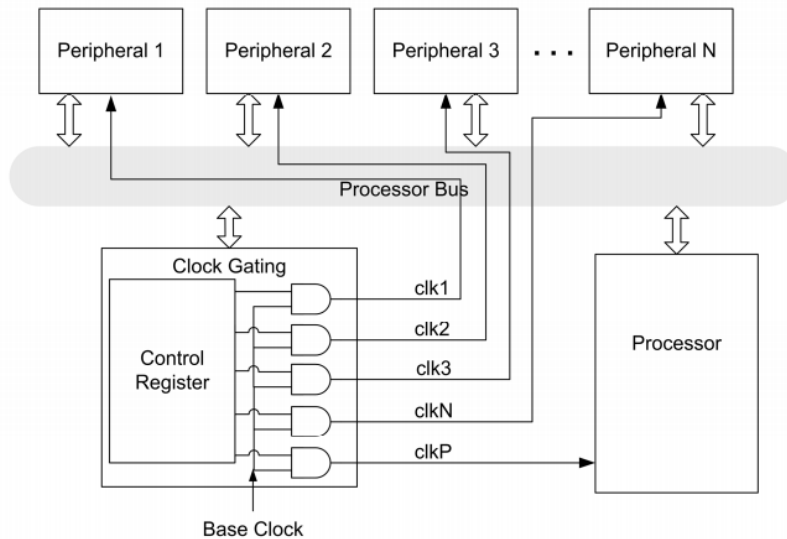 Peripheral 1
Peripheral 2
Peripheral 3
. . .
Peripheral N
Processor Bus
Clock Gating
Control
Register
clk1
clk2
clk3
clkN
clkP
Processor
Base Clock